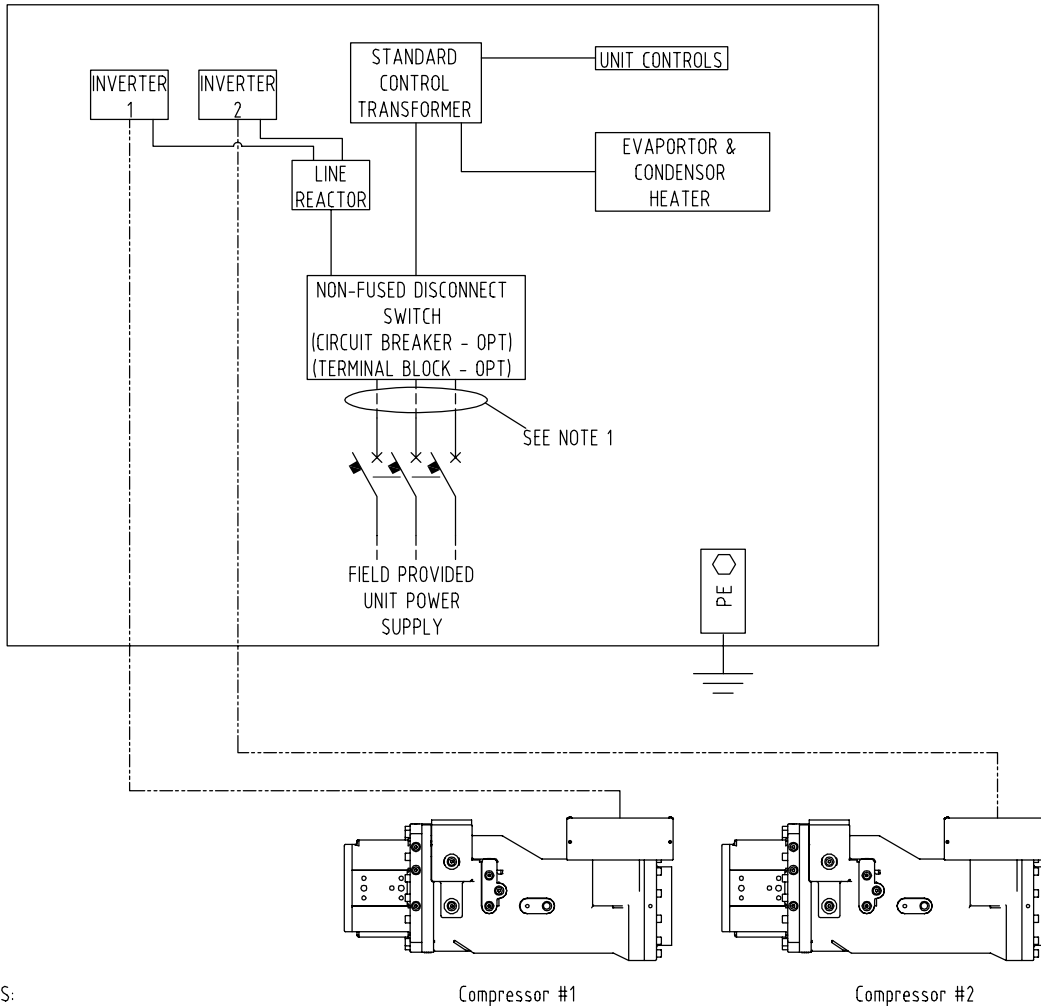 STANDARD
CONTROL
TRANSFORMER
UNIT CONTROLS
INVERTER
1
INVERTER
2
EVAPORTOR &
CONDENSOR
HEATER
LINE
REACTOR
NON-FUSED DISCONNECT
SWITCH
(CIRCUIT BREAKER - OPT)
(TERMINAL BLOCK - OPT)
SEE NOTE 1
FIELD PROVIDED
UNIT POWER
SUPPLY
PE
S:
Compressor #1
Compressor #2